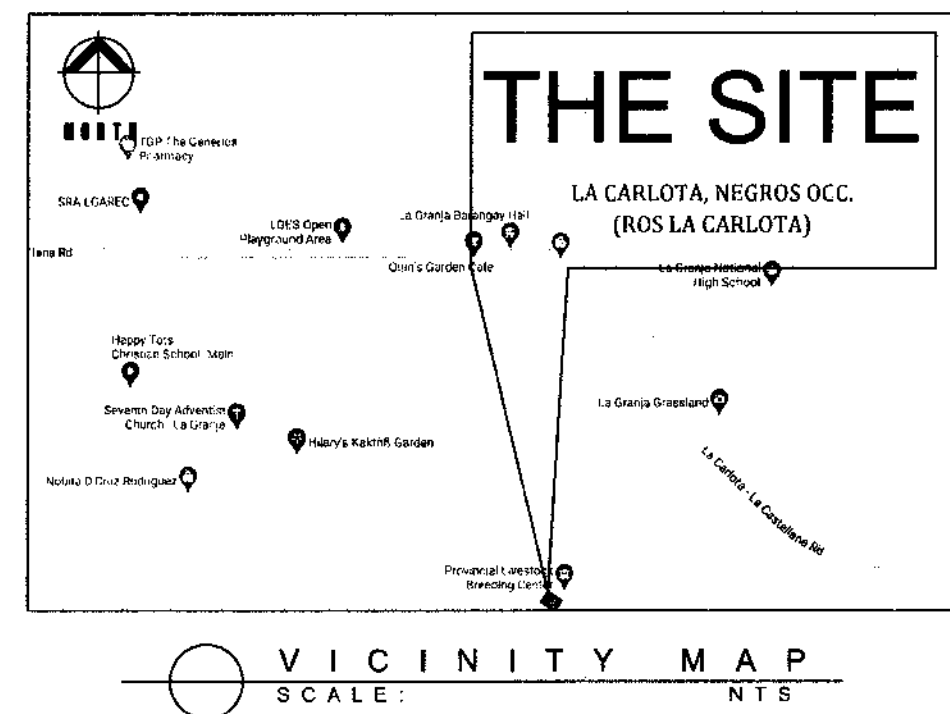 NORTH
THE SITE
LA CARLOTA, NEGROS OCC.
(ROS LA CARLOTA)
TGP The Generics
Pharmacy
SRA LGAREC
LGES Open
Playground Area
La Granja Barangay Hall
Quin's Garden Cafe
La Granja National
High School
Happy Tots
Christian School Main
Seventh Day Adventist
Church La Granja
Hilary's Garden
La Granja Grassland
Cruz Rodriguez
La Carlota - La Castellana Rd
Provincial Livestock
Breeding Center
VICINITY MAP
SCALE: NTS